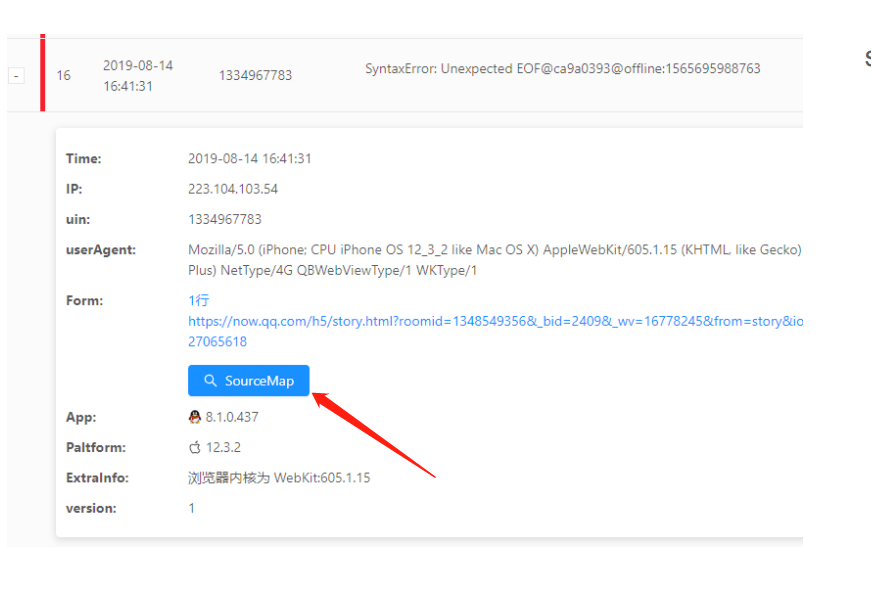 -
16
2019-08-14
16:41:31
1334967783
SyntaxError: Unexpected EOF@ca9a0393@offline:1565695988763
Time: 2019-08-14 16:41:31
IP: 223.104.103.54
uin: 1334967783
userAgent: Mozilla/5.0 (iPhone; CPU iPhone OS 12_3_2 like Mac OS X) AppleWebKit/605.1.15 (KHTML, like Gecko)
Plus) NetType/4G QBWebViewType/1 WKType/1
Form: 1行
https://now.qq.com/h5/story.html?roomid=1348549356&_bid=2409&_wv=16778245&from=story&io
27065618
SourceMap
App: 8.1.0.437
Paltform: 12.3.2
ExtraInfo: 浏览器内核为 WebKit:605.1.15
version: 1